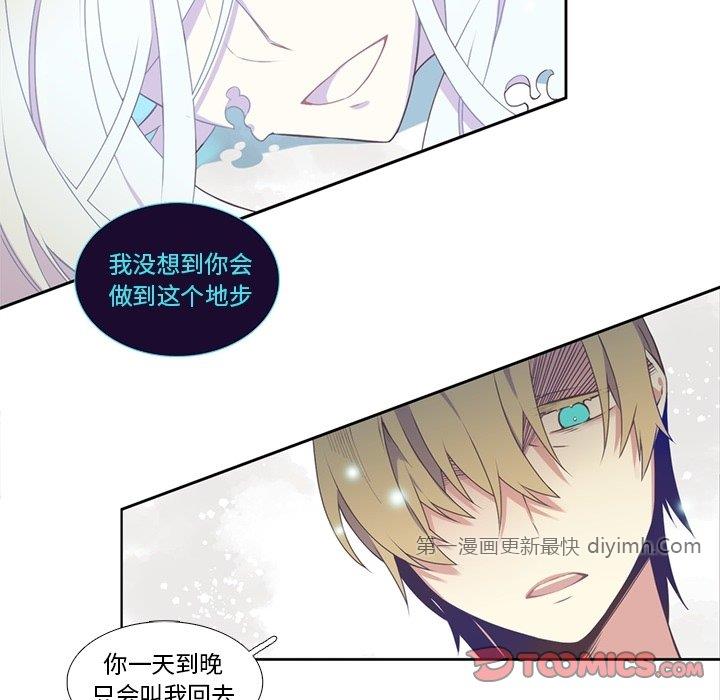 我没想到你会
做到这个地步
第一漫画更新最快 diyimh.Com
你一天到晚
只会叫我回去
TOOMICS.COM